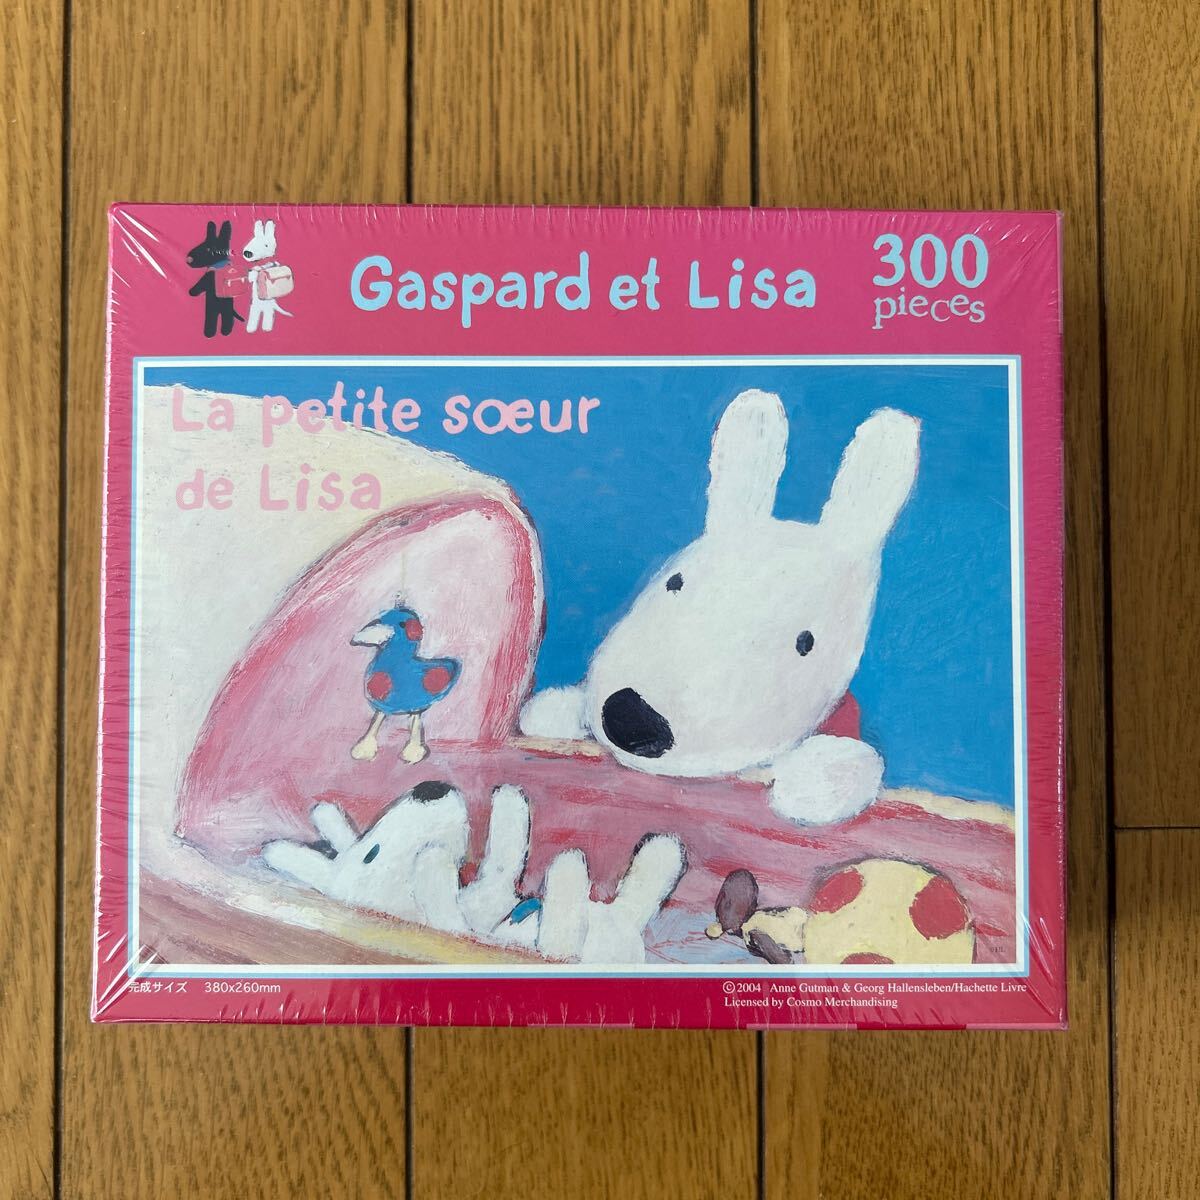 Gaspard et Lisa
300
pieces
La petite sœur
de Lisa
完成サイズ 380x260mm
©2004 Anne Gutman & Georg Hallensleben/Hachette Livre
Licensed by Cosmo Merchandising